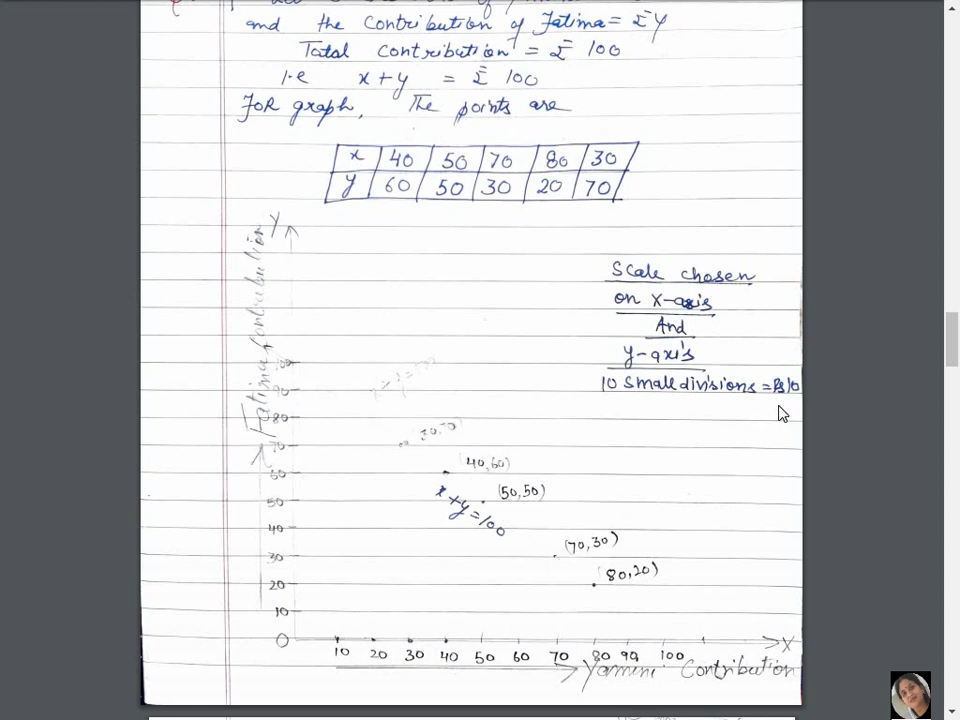 and the contribution of Fatima = ₹ y
Total contribution = ₹ 100
i.e x + y = ₹ 100
For graph, The points are
x 40 50 70 80 30
y 60 50 30 20 70
Y
Fatima contribution
Scale chosen
on X-axis
And
y-axis
10 Small divisions = Rs 10
x + y = 100
90
80
70
60
50
40
30
20
10
0
(40,60)
(50,50)
x + y = 100
(70,30)
(80,20)
10 20 30 40 50 60 70 80 90 100
X
Yamini Contribution